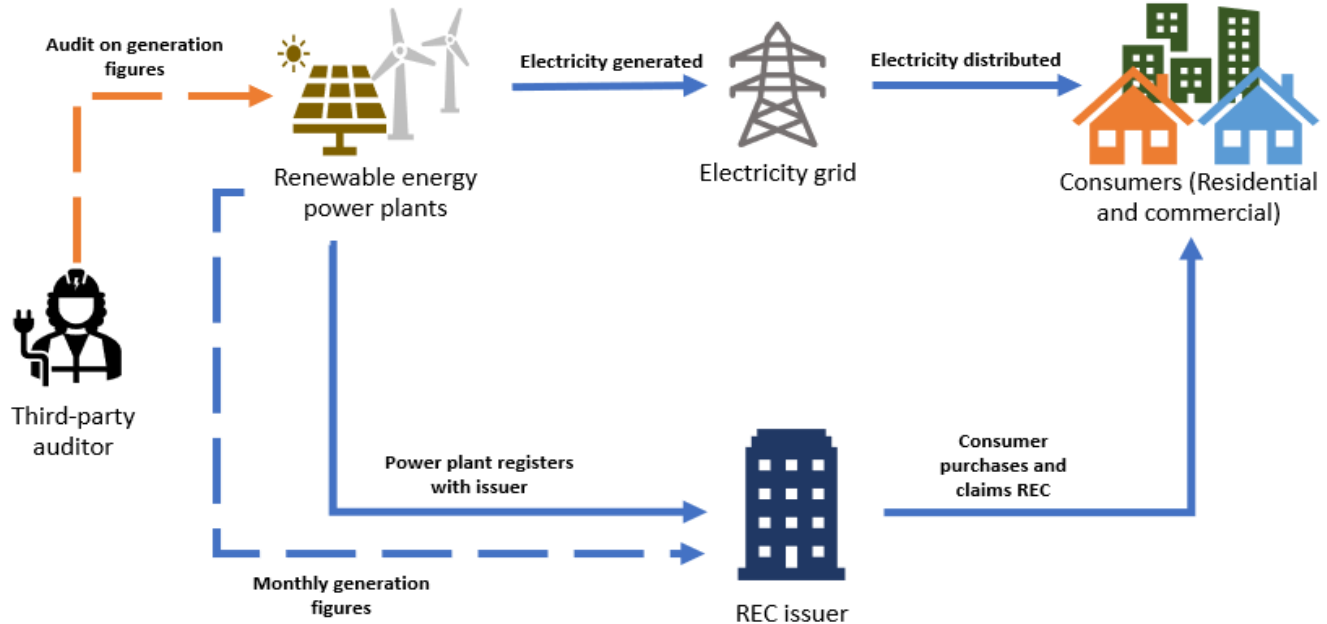 Audit on generation
figures
Electricity generated
Electricity distributed
Renewable energy
power plants
Electricity grid
Consumers (Residential
and commercial)
Third-party
auditor
Power plant registers
with issuer
Consumer
purchases and
claims REC
Monthly generation
figures
REC issuer